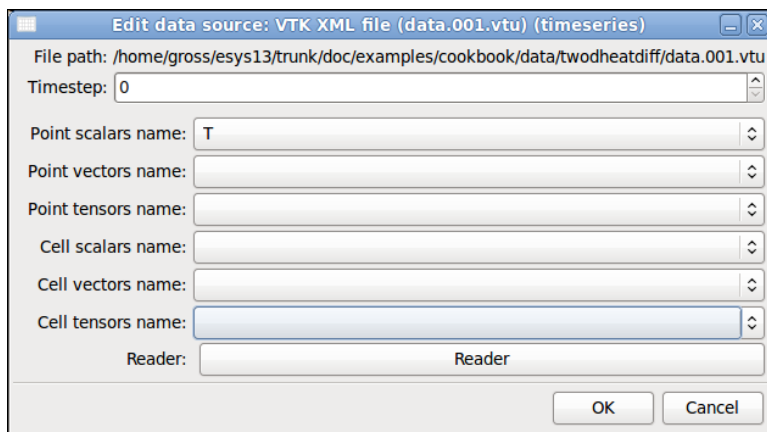 Edit data source: VTK XML file (data.001.vtu) (timeseries)
File path: /home/gross/esys13/trunk/doc/examples/cookbook/data/twodheatdiff/data.001.vtu
Timestep: 0
Point scalars name: T
Point vectors name:
Point tensors name:
Cell scalars name:
Cell vectors name:
Cell tensors name:
Reader: Reader
OK Cancel